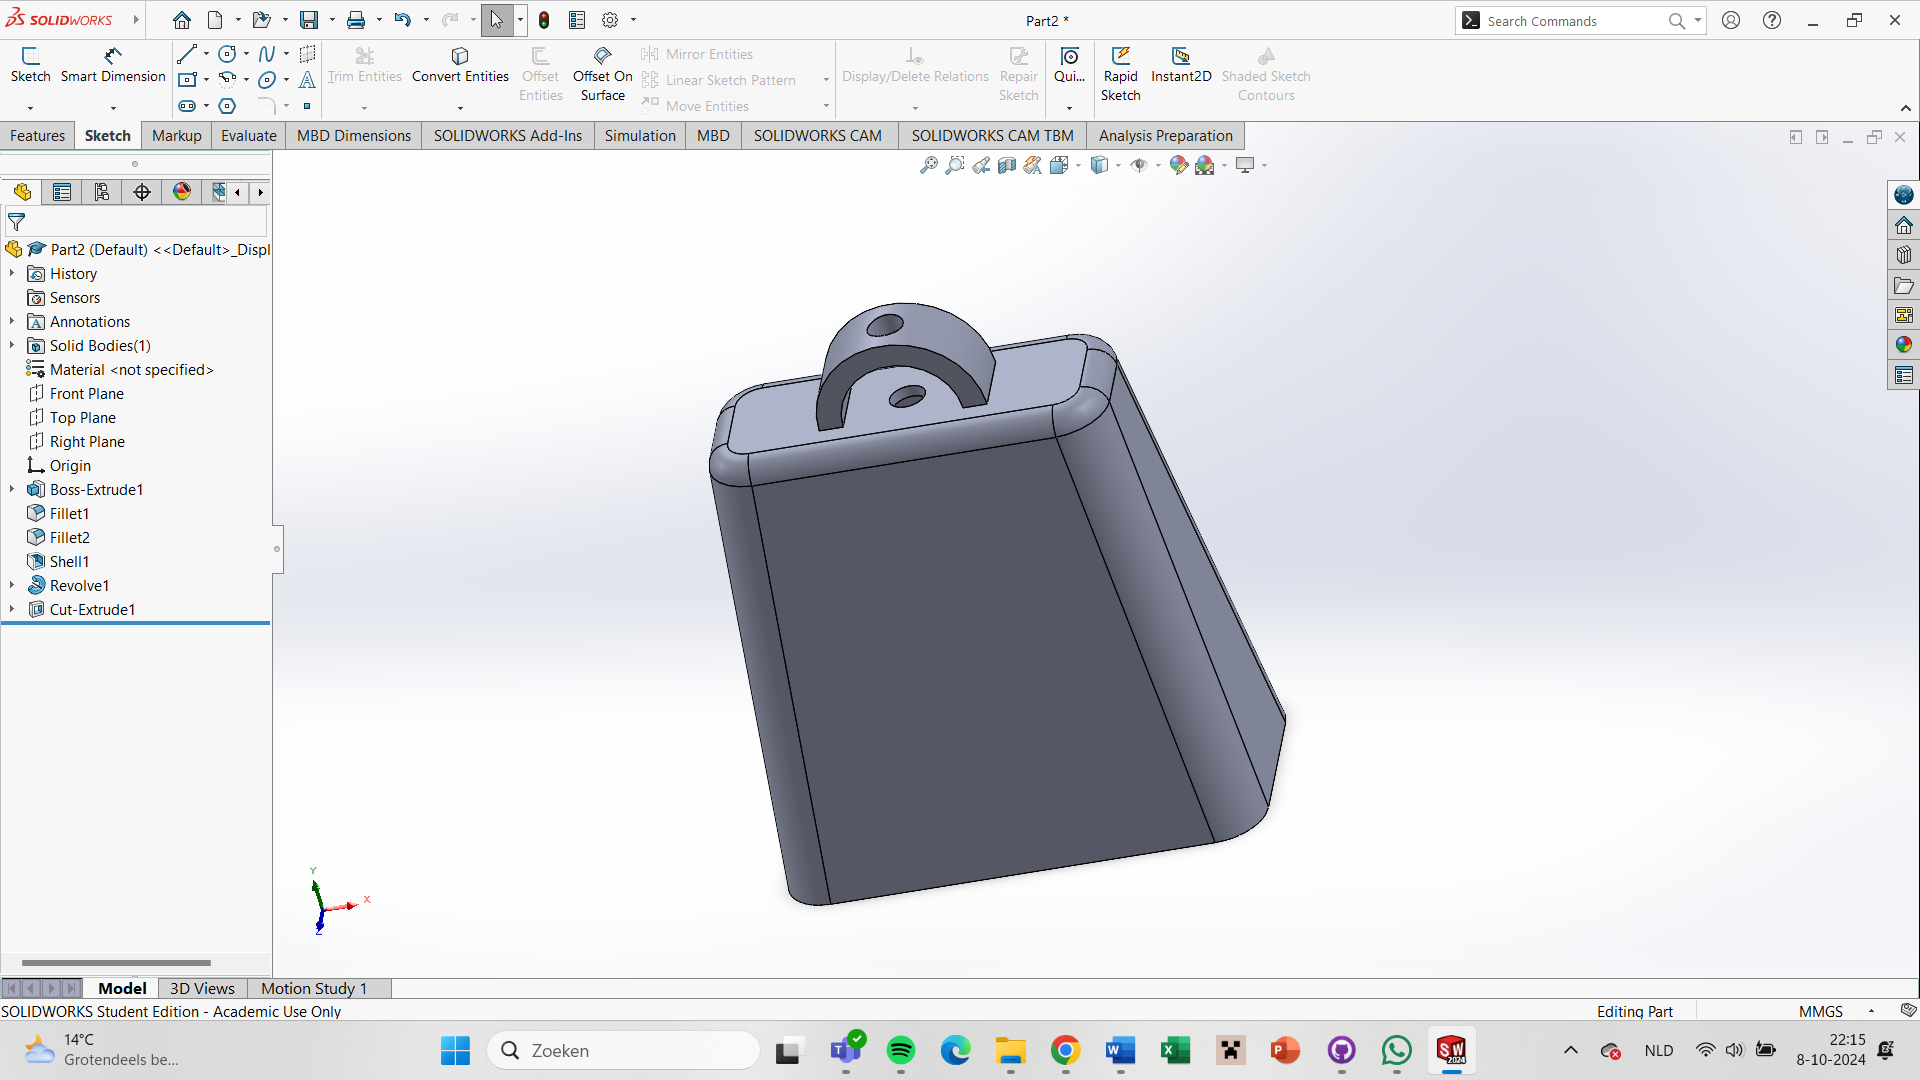 SOLIDWORKS
Part2 *
Search Commands
Sketch
Smart Dimension
Trim Entities
Convert Entities
Offset Entities
Offset On Surface
Mirror Entities
Linear Sketch Pattern
Move Entities
Display/Delete Relations
Repair Sketch
Qui...
Rapid Sketch
Instant2D
Shaded Sketch Contours
Features
Sketch
Markup
Evaluate
MBD Dimensions
SOLIDWORKS Add-Ins
Simulation
MBD
SOLIDWORKS CAM
SOLIDWORKS CAM TBM
Analysis Preparation
Part2 (Default) <<Default>_Displ
History
Sensors
Annotations
Solid Bodies(1)
Material <not specified>
Front Plane
Top Plane
Right Plane
Origin
Boss-Extrude1
Fillet1
Fillet2
Shell1
Revolve1
Cut-Extrude1
Y
X
Z
Model
3D Views
Motion Study 1
SOLIDWORKS Student Edition - Academic Use Only
Editing Part
MMGS
14°C
Grotendeels be...
Zoeken
NLD
22:15
8-10-2024